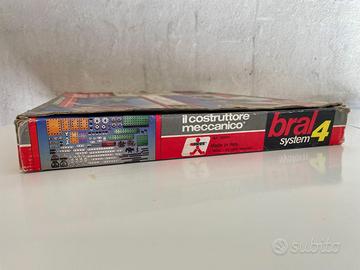 il costruttore
meccanico
bral
system 4
Made in Italy
subito